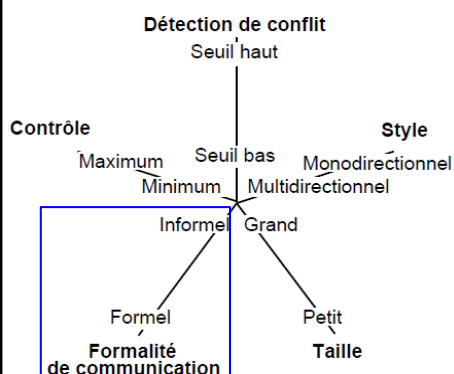 Détection de conflit
Seuil haut
Contrôle
Style
Maximum
Seuil bas
Monodirectionnel
Minimum
Multidirectionnel
Informel
Grand
Formel
Petit
Formalité
de communication
Taille